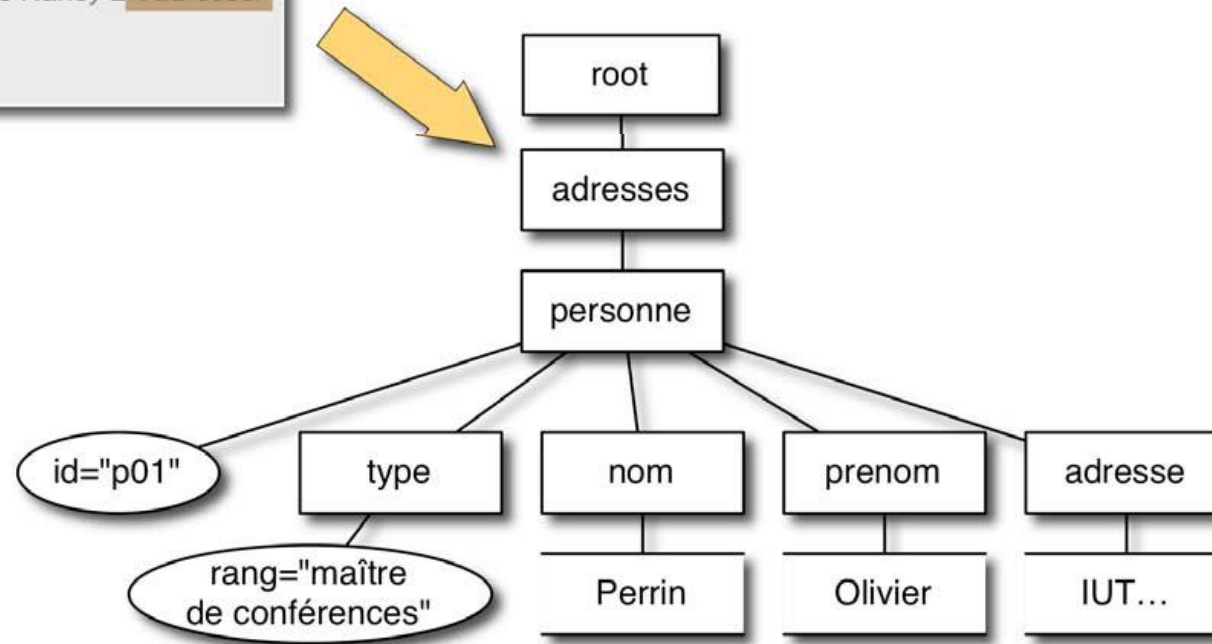 root
adresses
personne
id="p01"
type
nom
prenom
adresse
rang="maître
de conférences"
Perrin
Olivier
IUT...